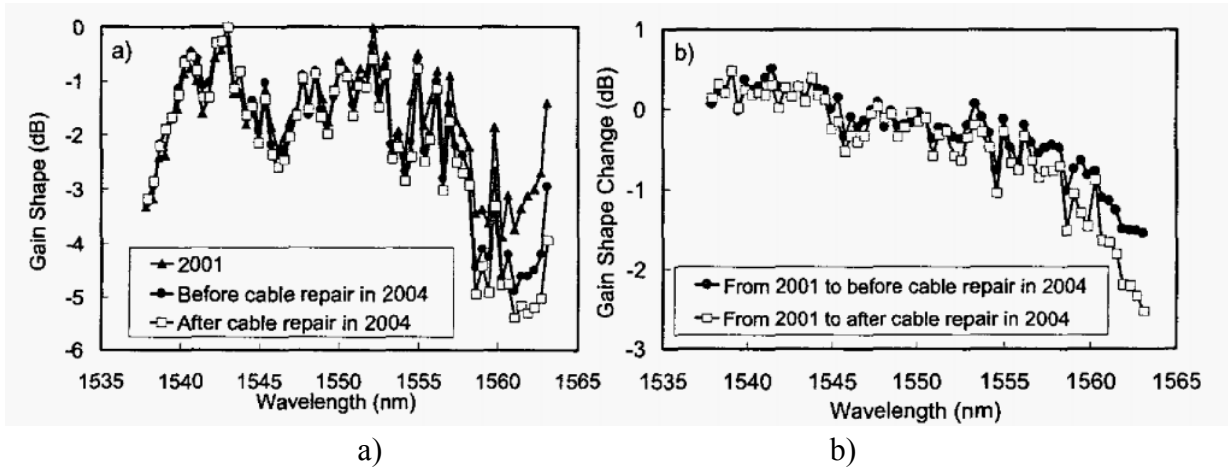 a)
Gain Shape (dB)
0
-1
-2
-3
-4
-5
-6
2001
Before cable repair in 2004
After cable repair in 2004
1535 1540 1545 1550 1555 1560 1565
Wavelength (nm)
a)
b)
Gain Shape Change (dB)
1
0
-1
-2
-3
From 2001 to before cable repair in 2004
From 2001 to after cable repair in 2004
1535 1540 1545 1550 1555 1560 1565
Wavelength (nm)
b)